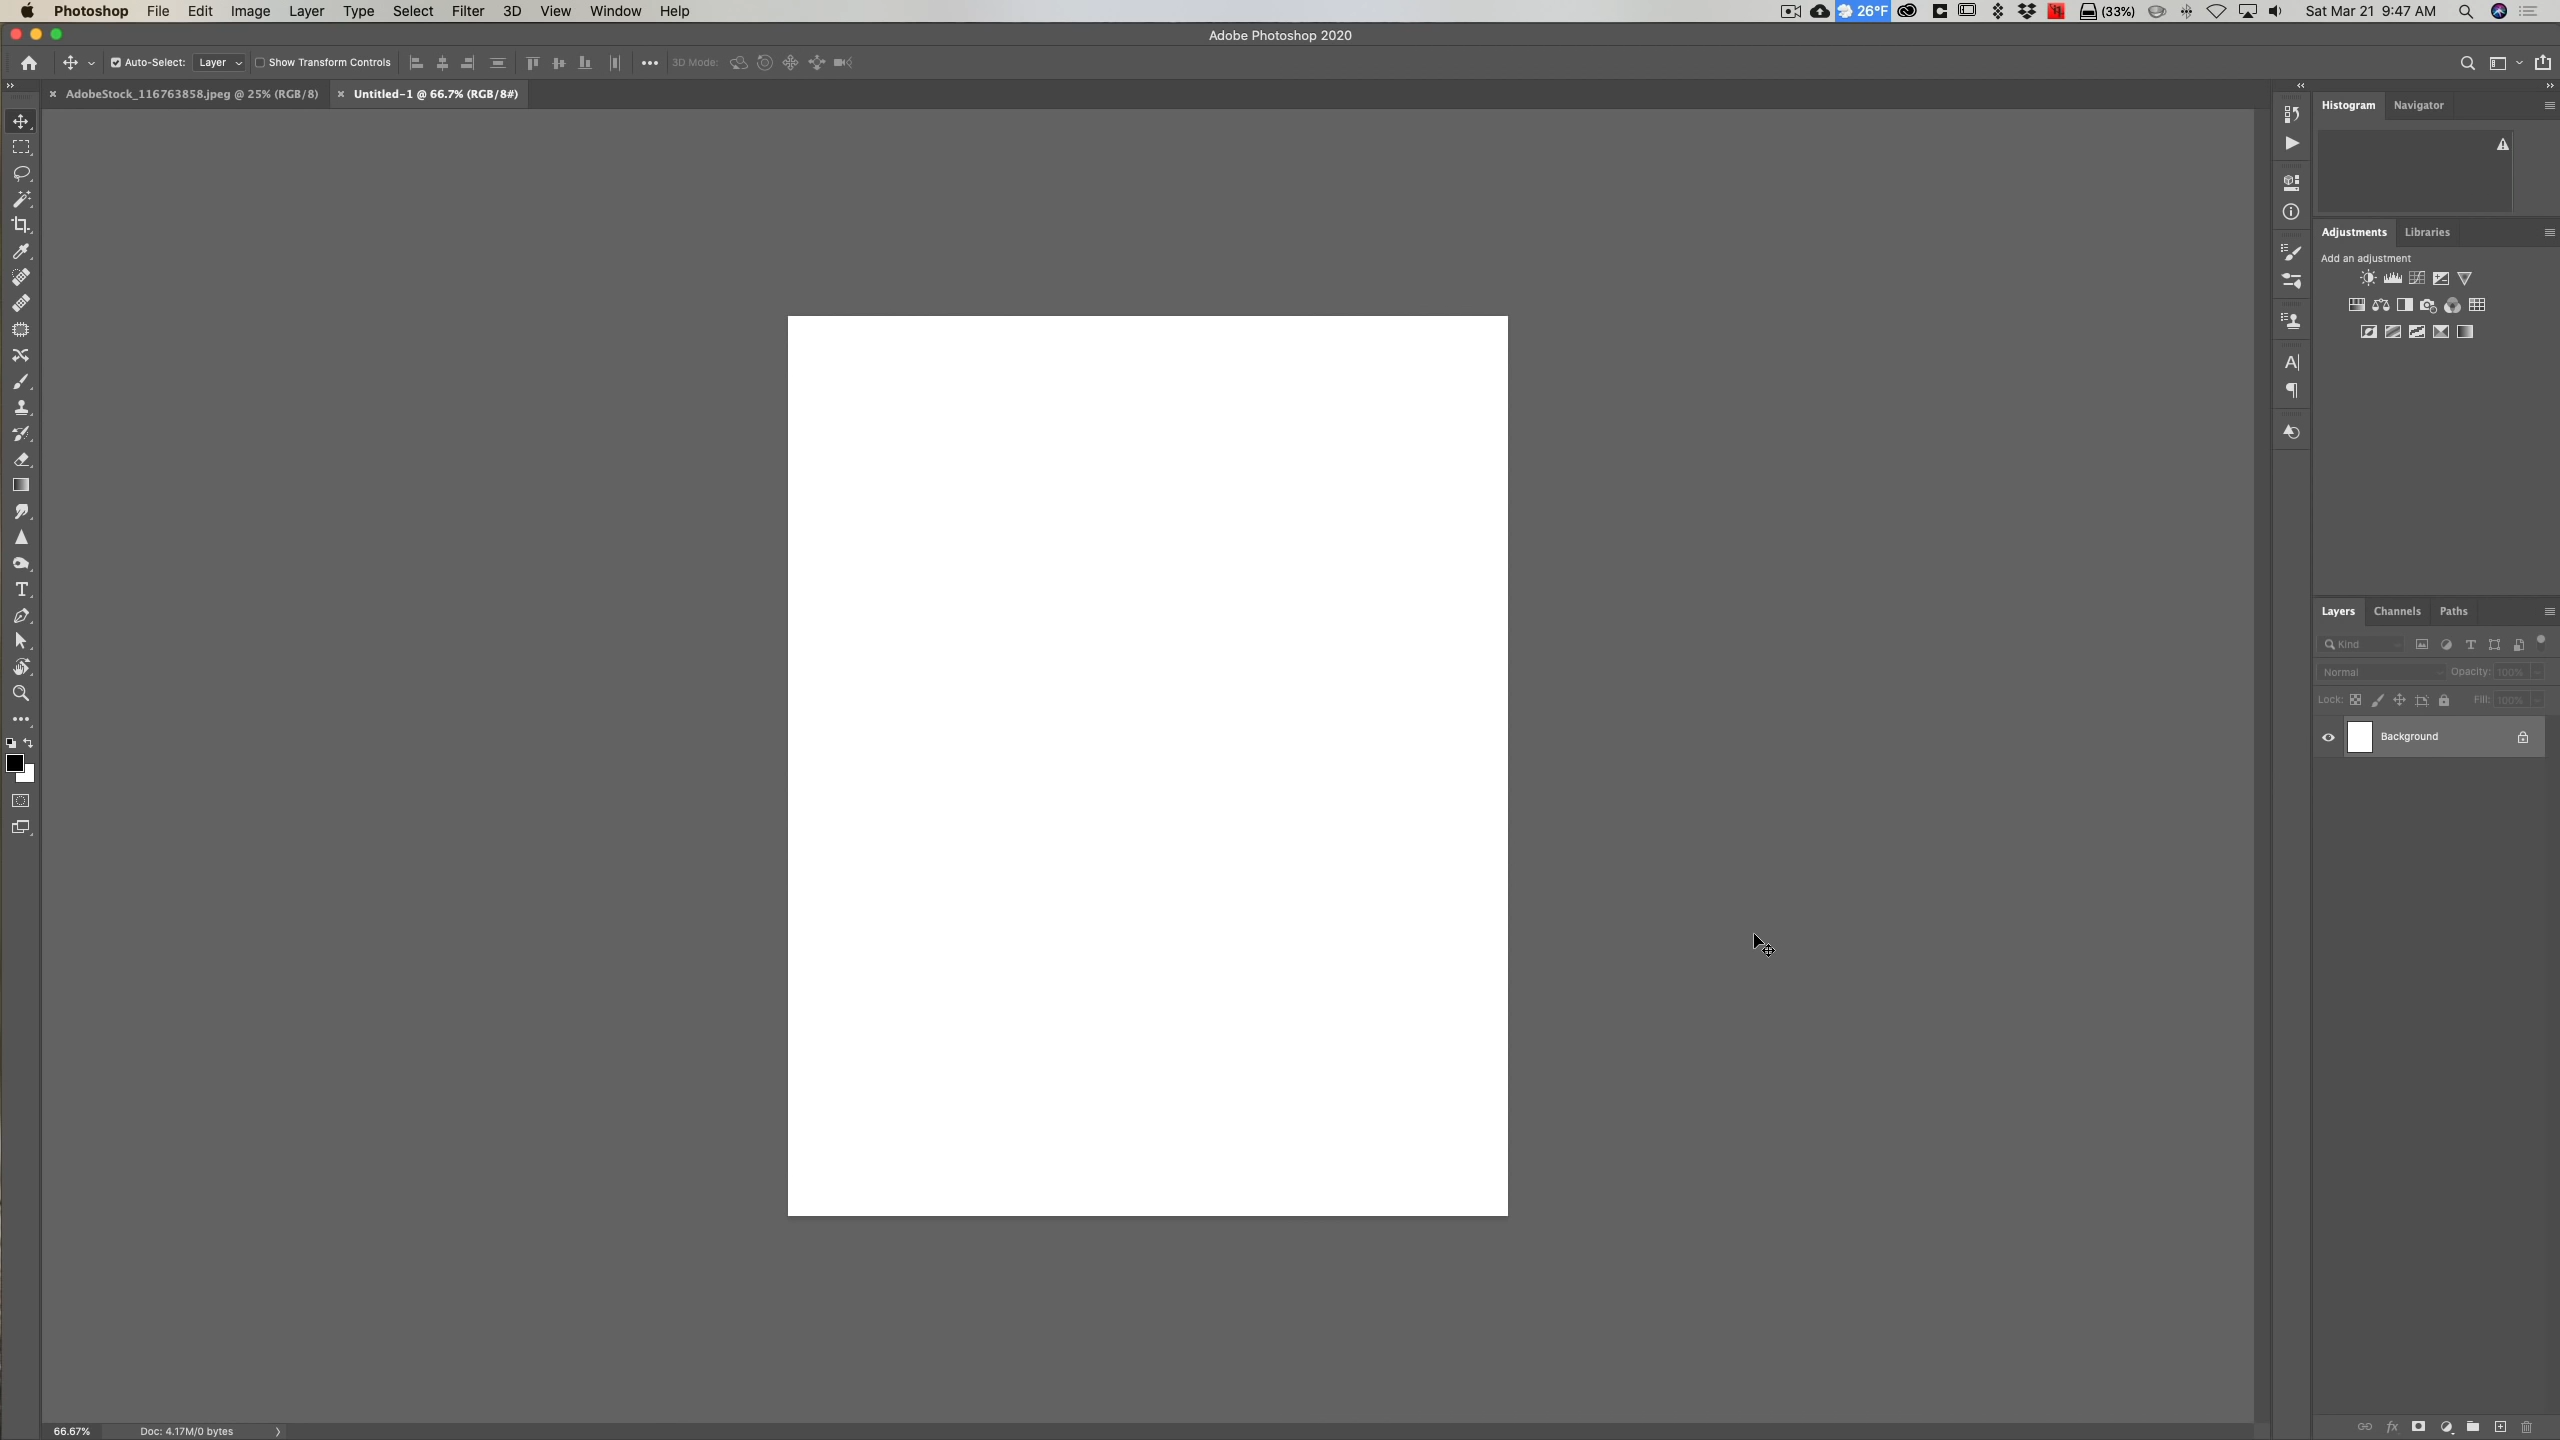 Photoshop File Edit Image Layer Type Select Filter 3D View Window Help 26°F (33%) Sat Mar 21 9:47 AM
Adobe Photoshop 2020
Auto-Select: Layer Show Transform Controls 3D Mode:
AdobeStock_116763858.jpeg @ 25% (RGB/8) Untitled-1 @ 66.7% (RGB/8#)
Histogram Navigator
Adjustments Libraries
Add an adjustment
Layers Channels Paths
Kind
Normal Opacity: 100%
Lock: Fill: 100%
Background
66.67% Doc: 4.17M/0 bytes